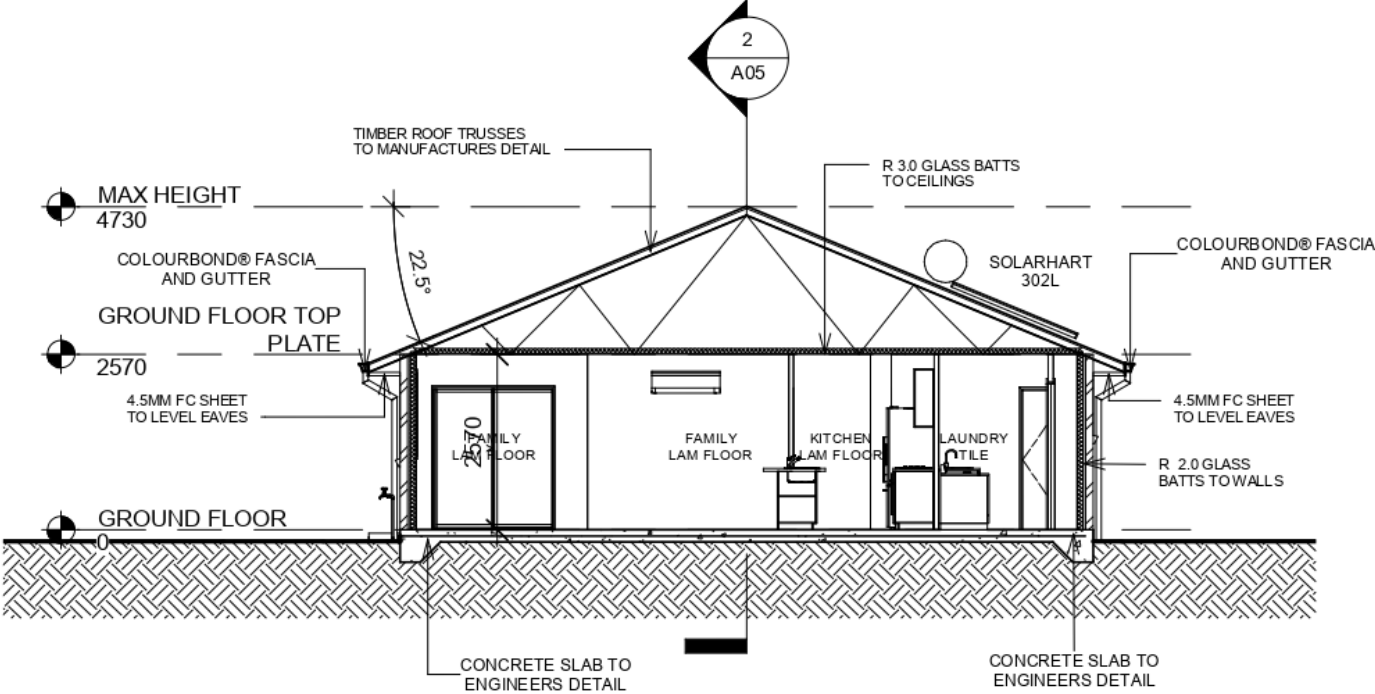 2
A05
TIMBER ROOF TRUSSES
TO MANUFACTURES DETAIL
R 3.0 GLASS BATTS
TO CEILINGS
MAX HEIGHT
4730
22.5°
COLOURBOND® FASCIA
AND GUTTER
SOLARHART
302L
COLOURBOND® FASCIA
AND GUTTER
GROUND FLOOR TOP
PLATE
2570
4.5MM FC SHEET
TO LEVEL EAVES
4.5MM FC SHEET
TO LEVEL EAVES
2570
FAMILY
LAM FLOOR
FAMILY
LAM FLOOR
KITCHEN
LAM FLOOR
LAUNDRY
TILE
R 2.0 GLASS
BATTS TO WALLS
GROUND FLOOR
0
CONCRETE SLAB TO
ENGINEERS DETAIL
CONCRETE SLAB TO
ENGINEERS DETAIL